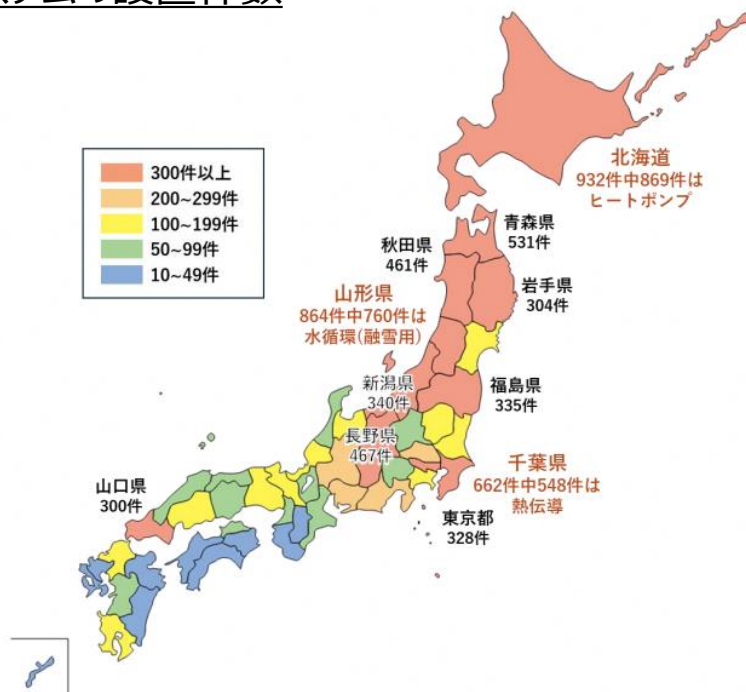 設置件数
300件以上
200~299件
100~199件
50~99件
10~49件
北海道
932件中869件は
ヒートポンプ
青森県
531件
秋田県
461件
岩手県
304件
山形県
864件中760件は
水循環(融雪用)
新潟県
340件
福島県
335件
長野県
467件
千葉県
662件中548件は
熱伝導
東京都
328件
山口県
300件